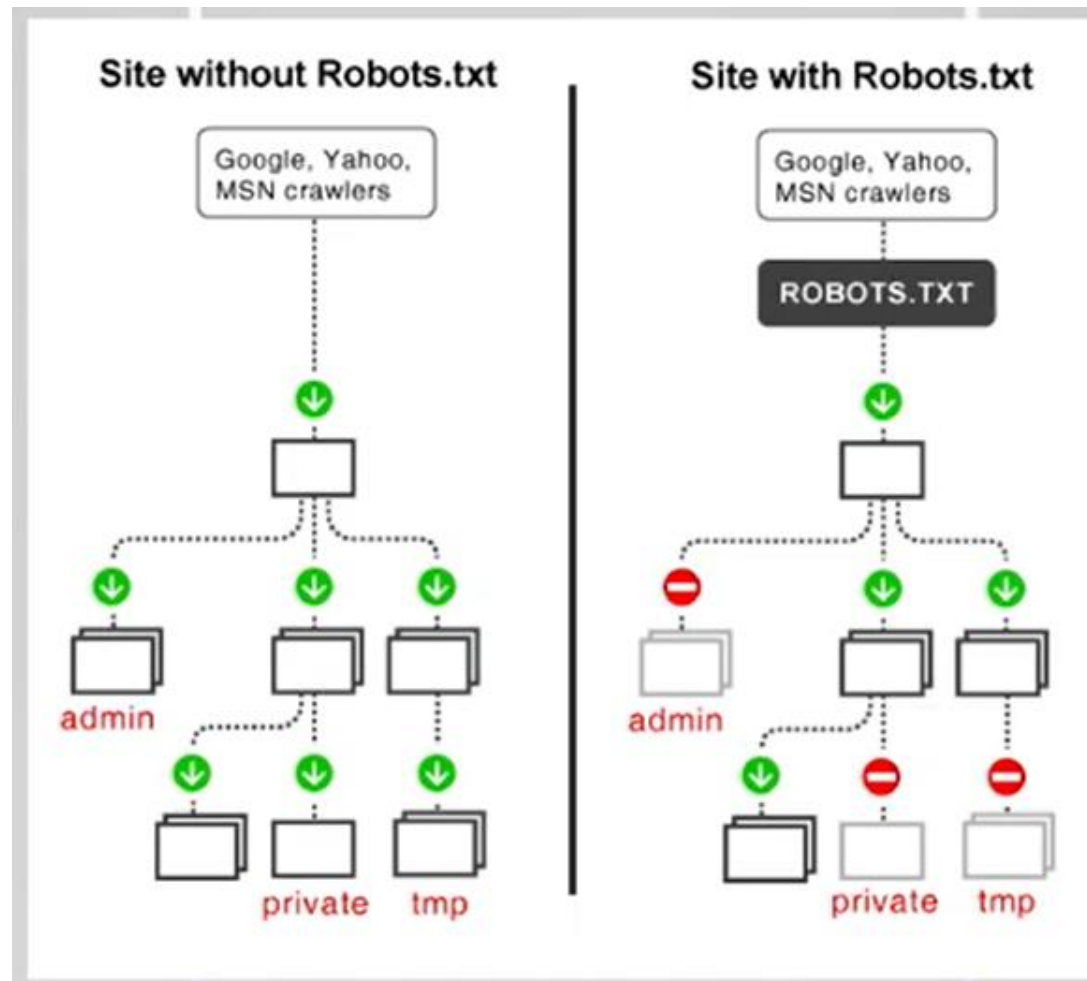 Site without Robots.txt
Google, Yahoo,
MSN crawlers
admin
private
tmp
Site with Robots.txt
Google, Yahoo,
MSN crawlers
ROBOTS.TXT
admin
private
tmp